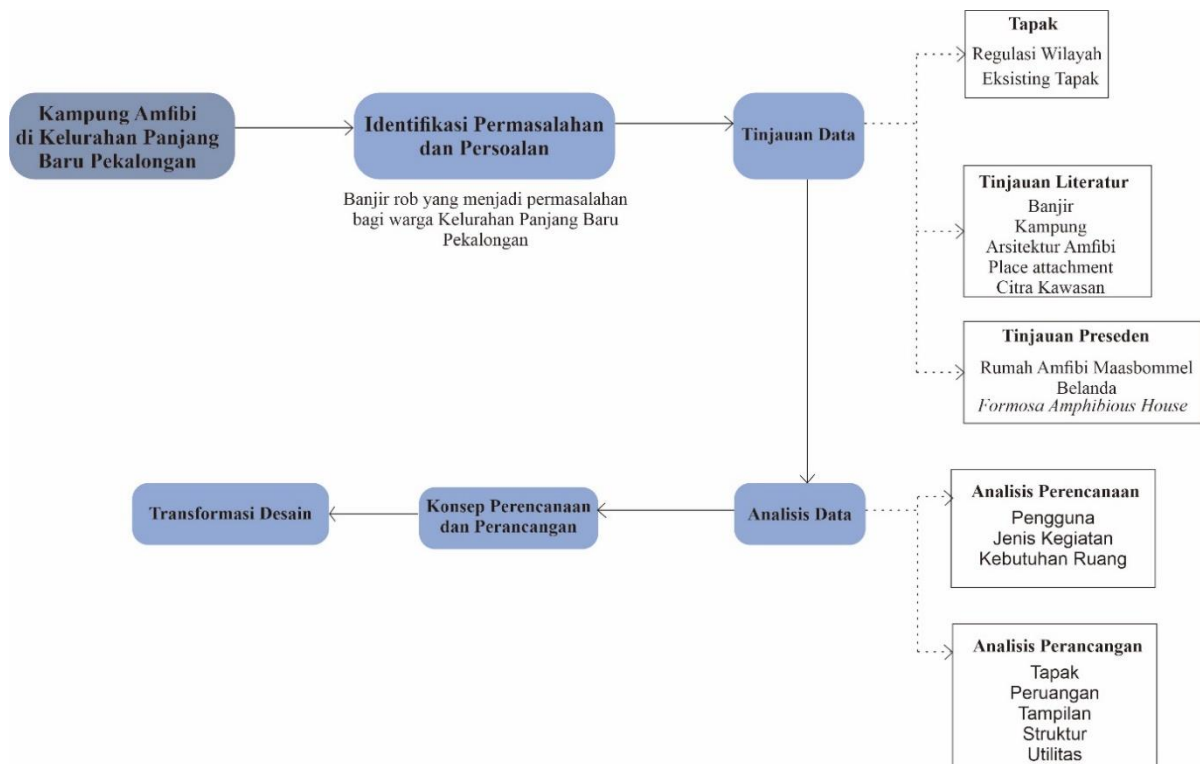 Kampung Amfibi
di Kelurahan Panjang
Baru Pekalongan
Identifikasi Permasalahan
dan Persoalan
Banjir rob yang menjadi permasalahan
bagi warga Kelurahan Panjang Baru
Pekalongan
Tinjauan Data
Tapak
Regulasi Wilayah
Eksisting Tapak
Tinjauan Literatur
Banjir
Kampung
Arsitektur Amfibi
Place attachment
Citra Kawasan
Tinjauan Preseden
Rumah Amfibi Maasbommel
Belanda
Formosa Amphibious House
Analisis Data
Konsep Perencanaan
dan Perancangan
Transformasi Desain
Analisis Perencanaan
Pengguna
Jenis Kegiatan
Kebutuhan Ruang
Analisis Perancangan
Tapak
Peruangan
Tampilan
Struktur
Utilitas